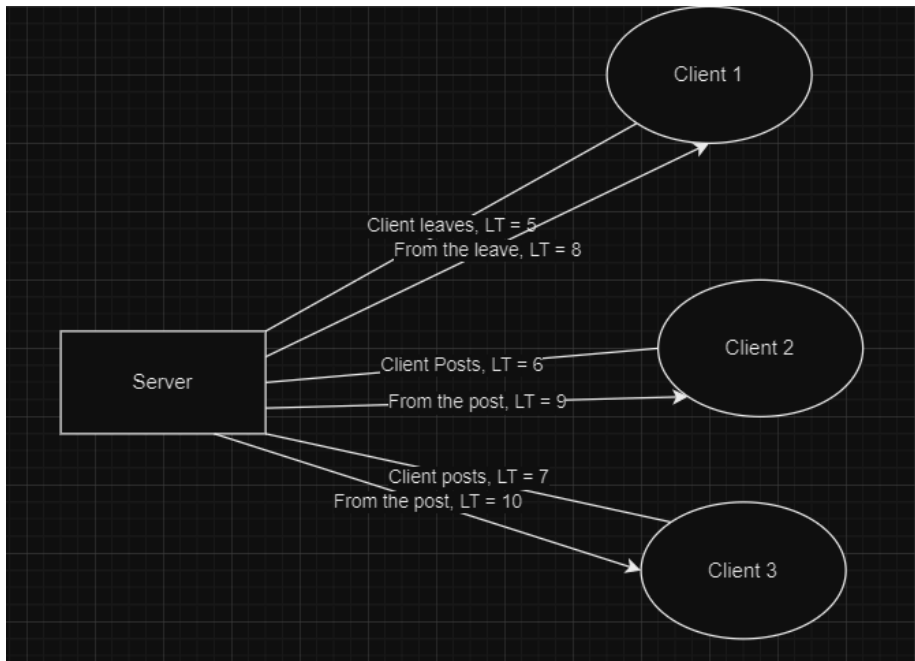 Client 1
Client leaves, LT = 5
From the leave, LT = 8
Client 2
Server
Client Posts, LT = 6
From the post, LT = 9
Client posts, LT = 7
From the post, LT = 10
Client 3